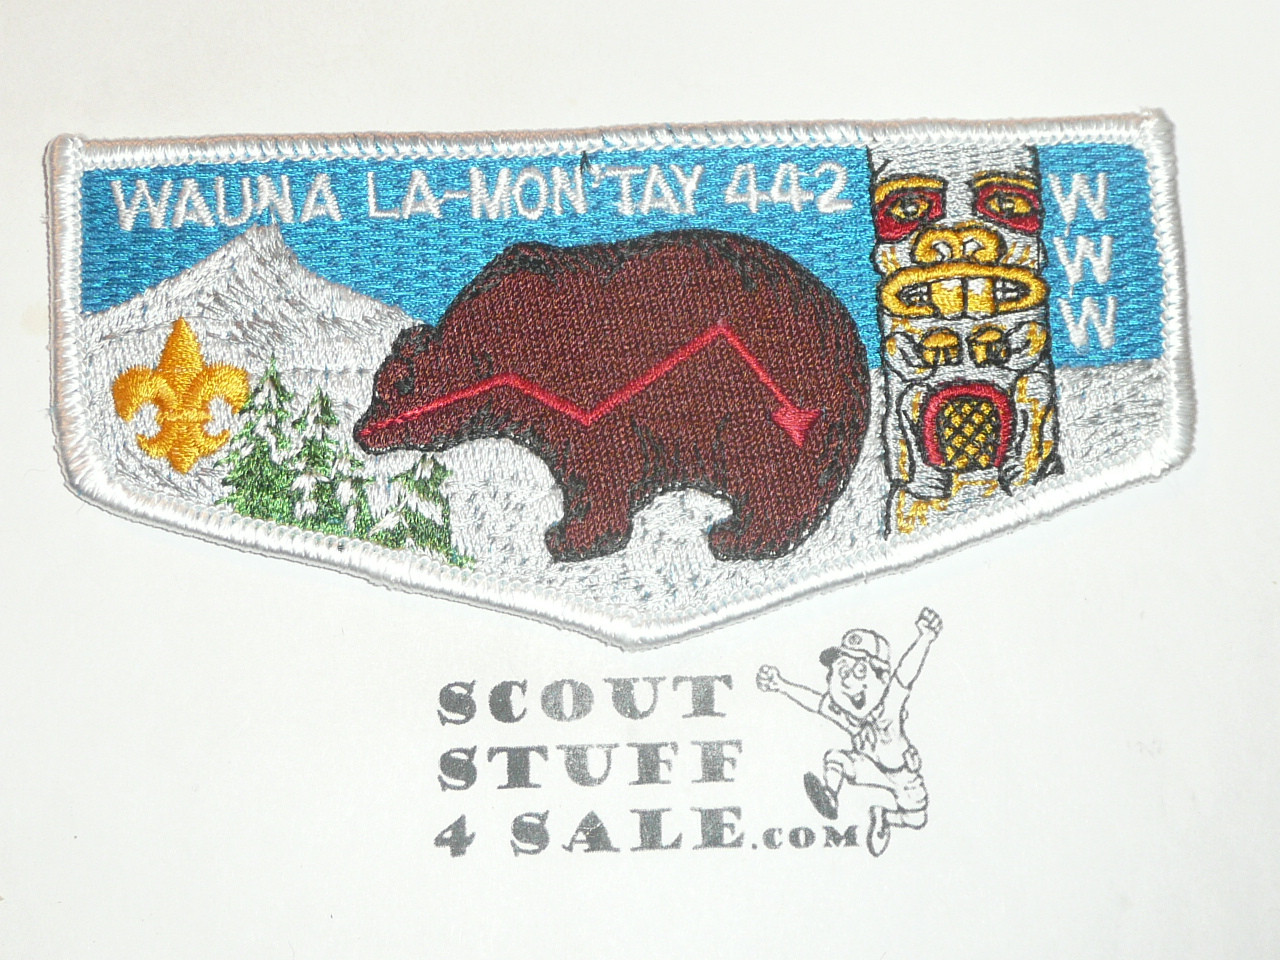 WAUNA LA-MON'TAY 442
W
W
W
SCOUT
STUFF
4 SALE.COM